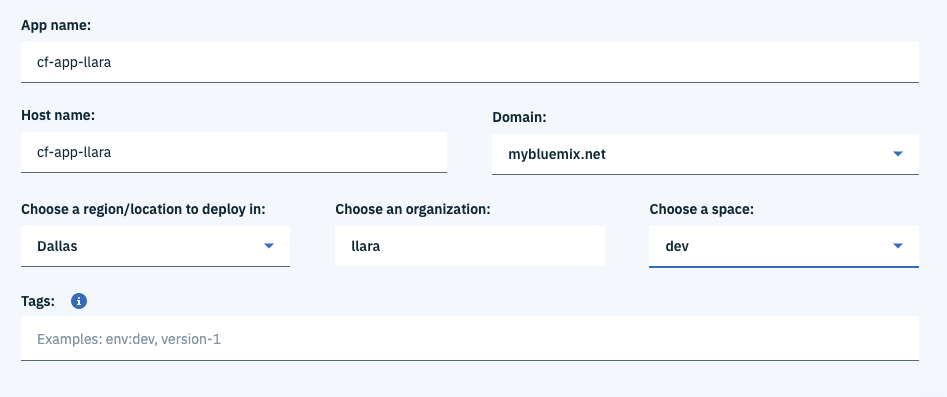 App name:
cf-app-llara
Host name:
Domain:
cf-app-llara
mybluemix.net
Choose a region/location to deploy in:
Choose an organization:
Choose a space:
Dallas
llara
dev
Tags:
Examples: env:dev, version-1